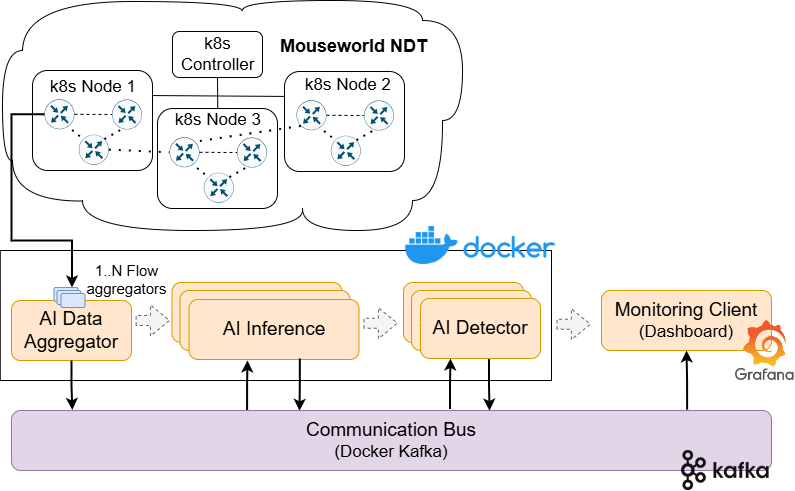 k8s
Controller
Mouseworld NDT
k8s Node 1
k8s Node 2
k8s Node 3
docker
1..N Flow
aggregators
AI Data
Aggregator
AI Inference
AI Detector
Monitoring Client
(Dashboard)
Grafana
Communication Bus
(Docker Kafka)
kafka